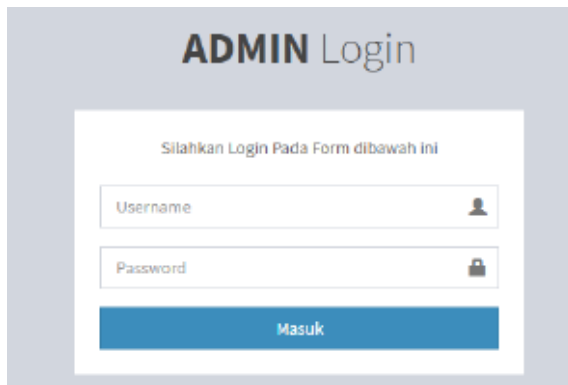 ADMIN Login
Silahkan Login Pada Form dibawah ini
Username
Password
Masuk